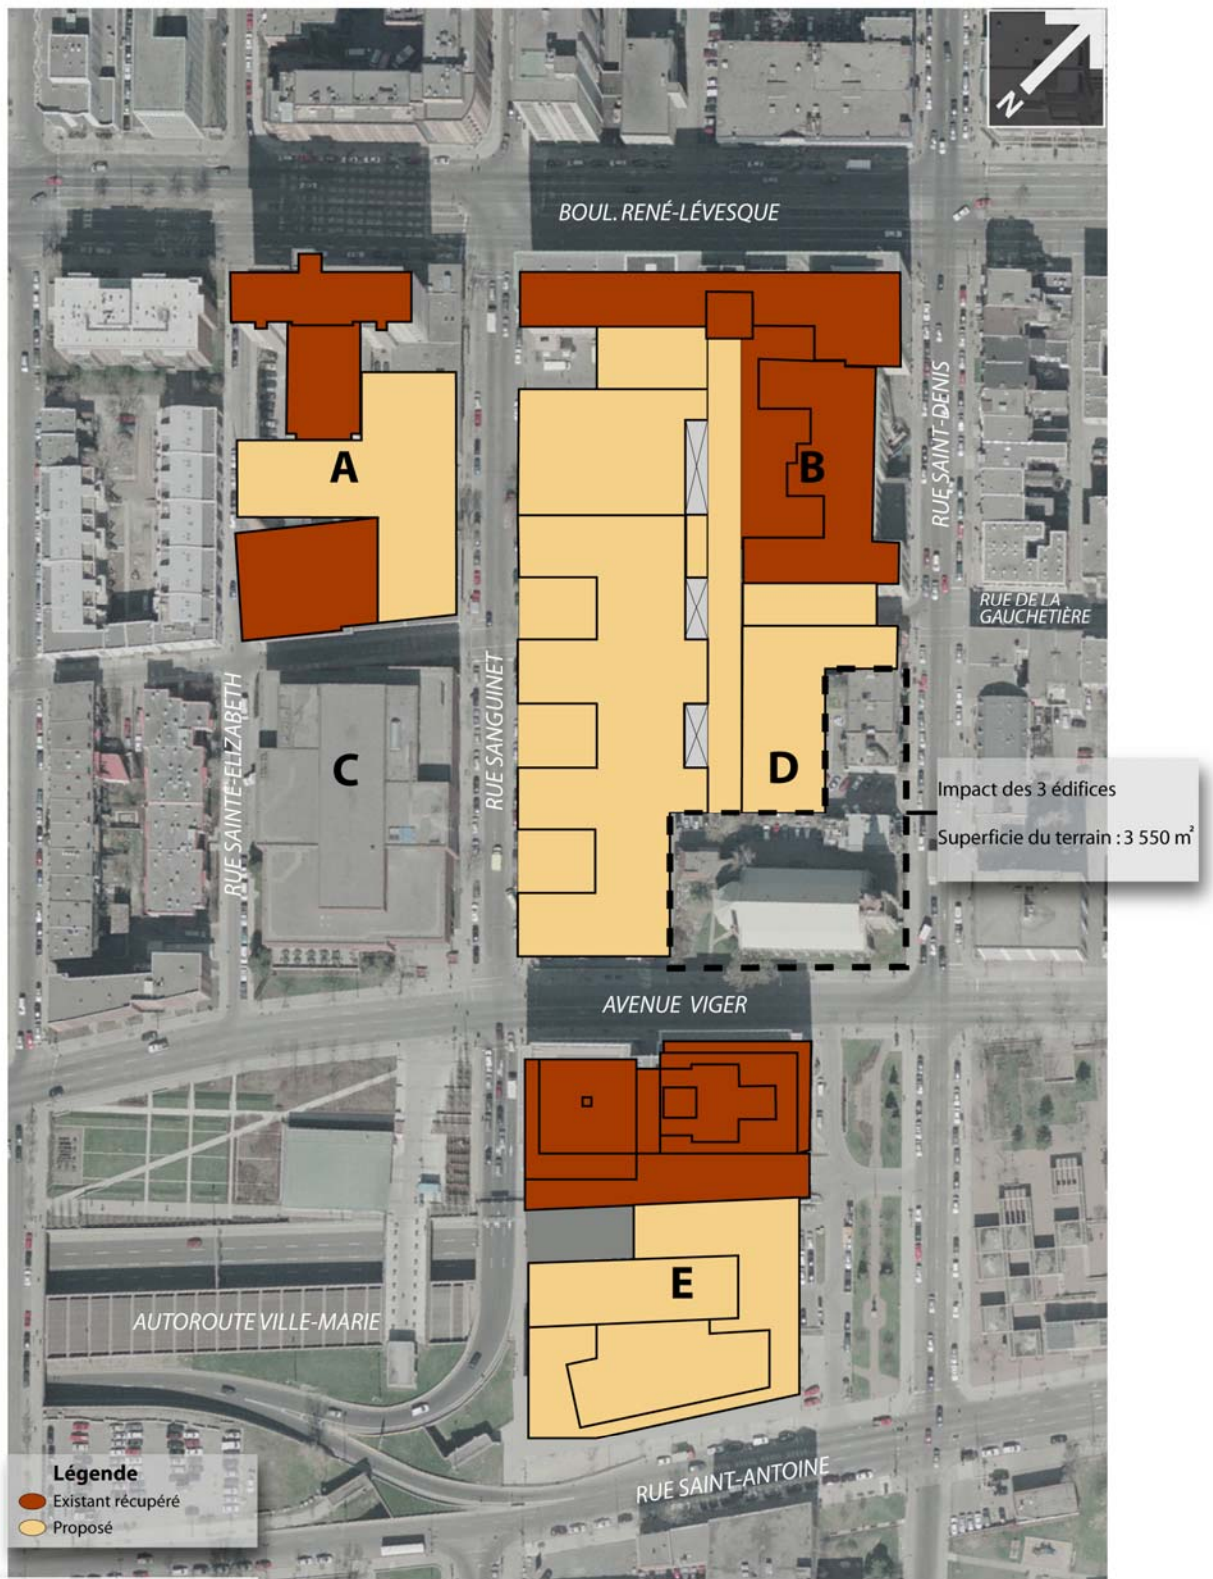 N
BOUL. RENÉ-LÉVESQUE
A
B
RUE SAINT-DENIS
RUE DE LA
GAUCHETIÈRE
RUE SAINTE-ELIZABETH
C
RUE SANGUINET
D
Impact des 3 édifices
Superficie du terrain : 3 550 m²
AVENUE VIGER
E
AUTOROUTE VILLE-MARIE
RUE SAINT-ANTOINE
Légende
Existant récupéré
Proposé